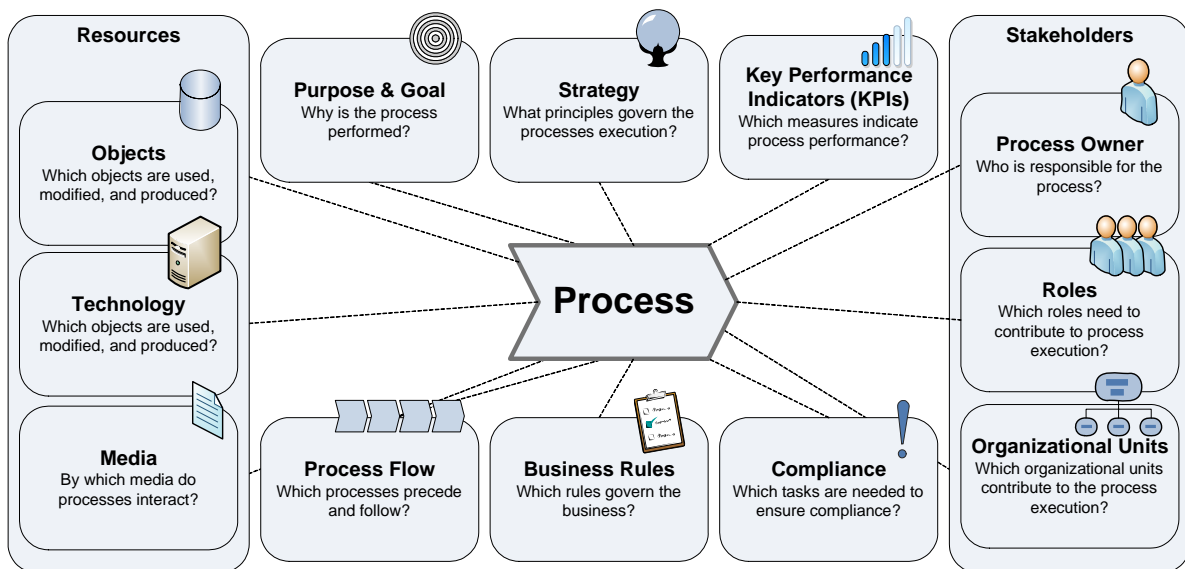 Resources
Objects
Which objects are used,
modified, and produced?
Technology
Which objects are used,
modified, and produced?
Media
By which media do
processes interact?
Purpose & Goal
Why is the process
performed?
Strategy
What principles govern the
processes execution?
Key Performance
Indicators (KPIs)
Which measures indicate
process performance?
Process
Process Flow
Which processes precede
and follow?
Business Rules
Which rules govern the
business?
Compliance
Which tasks are needed to
ensure compliance?
Stakeholders
Process Owner
Who is responsible for the
process?
Roles
Which roles need to
contribute to process
execution?
Organizational Units
Which organizational units
contribute to the process
execution?